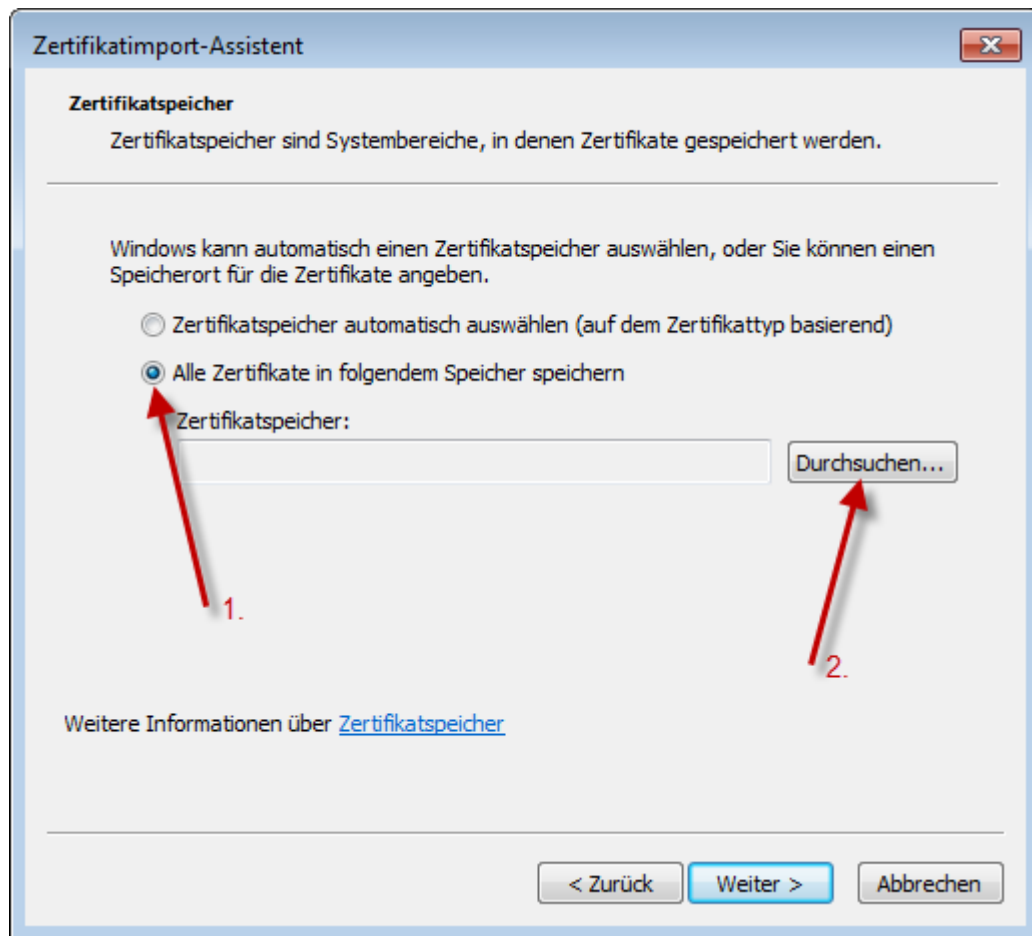 Zertifikatimport-Assistent
Zertifikatspeicher
Zertifikatspeicher sind Systembereiche, in denen Zertifikate gespeichert werden.
Windows kann automatisch einen Zertifikatspeicher auswählen, oder Sie können einen
Speicherort für die Zertifikate angeben.
Zertifikatspeicher automatisch auswählen (auf dem Zertifikattyp basierend)
Alle Zertifikate in folgendem Speicher speichern
Zertifikatspeicher:
Durchsuchen...
1.
2.
Weitere Informationen über Zertifikatspeicher
< Zurück
Weiter >
Abbrechen